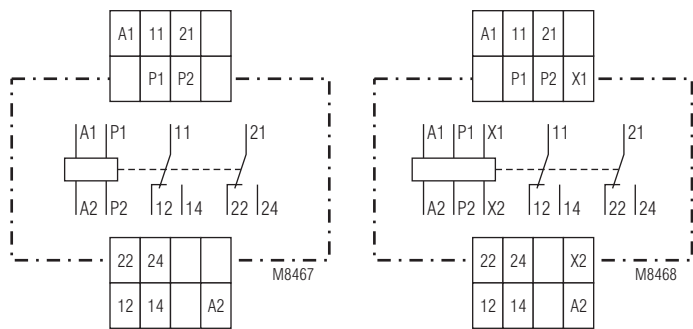 A1 11 21
P1 P2
A1 P1 11 21
A2 P2 12 14 22 24
22 24
M8467
12 14 A2
A1 11 21
P1 P2 X1
A1 P1 X1 11 21
A2 P2 X2 12 14 22 24
22 24 X2
M8468
12 14 A2